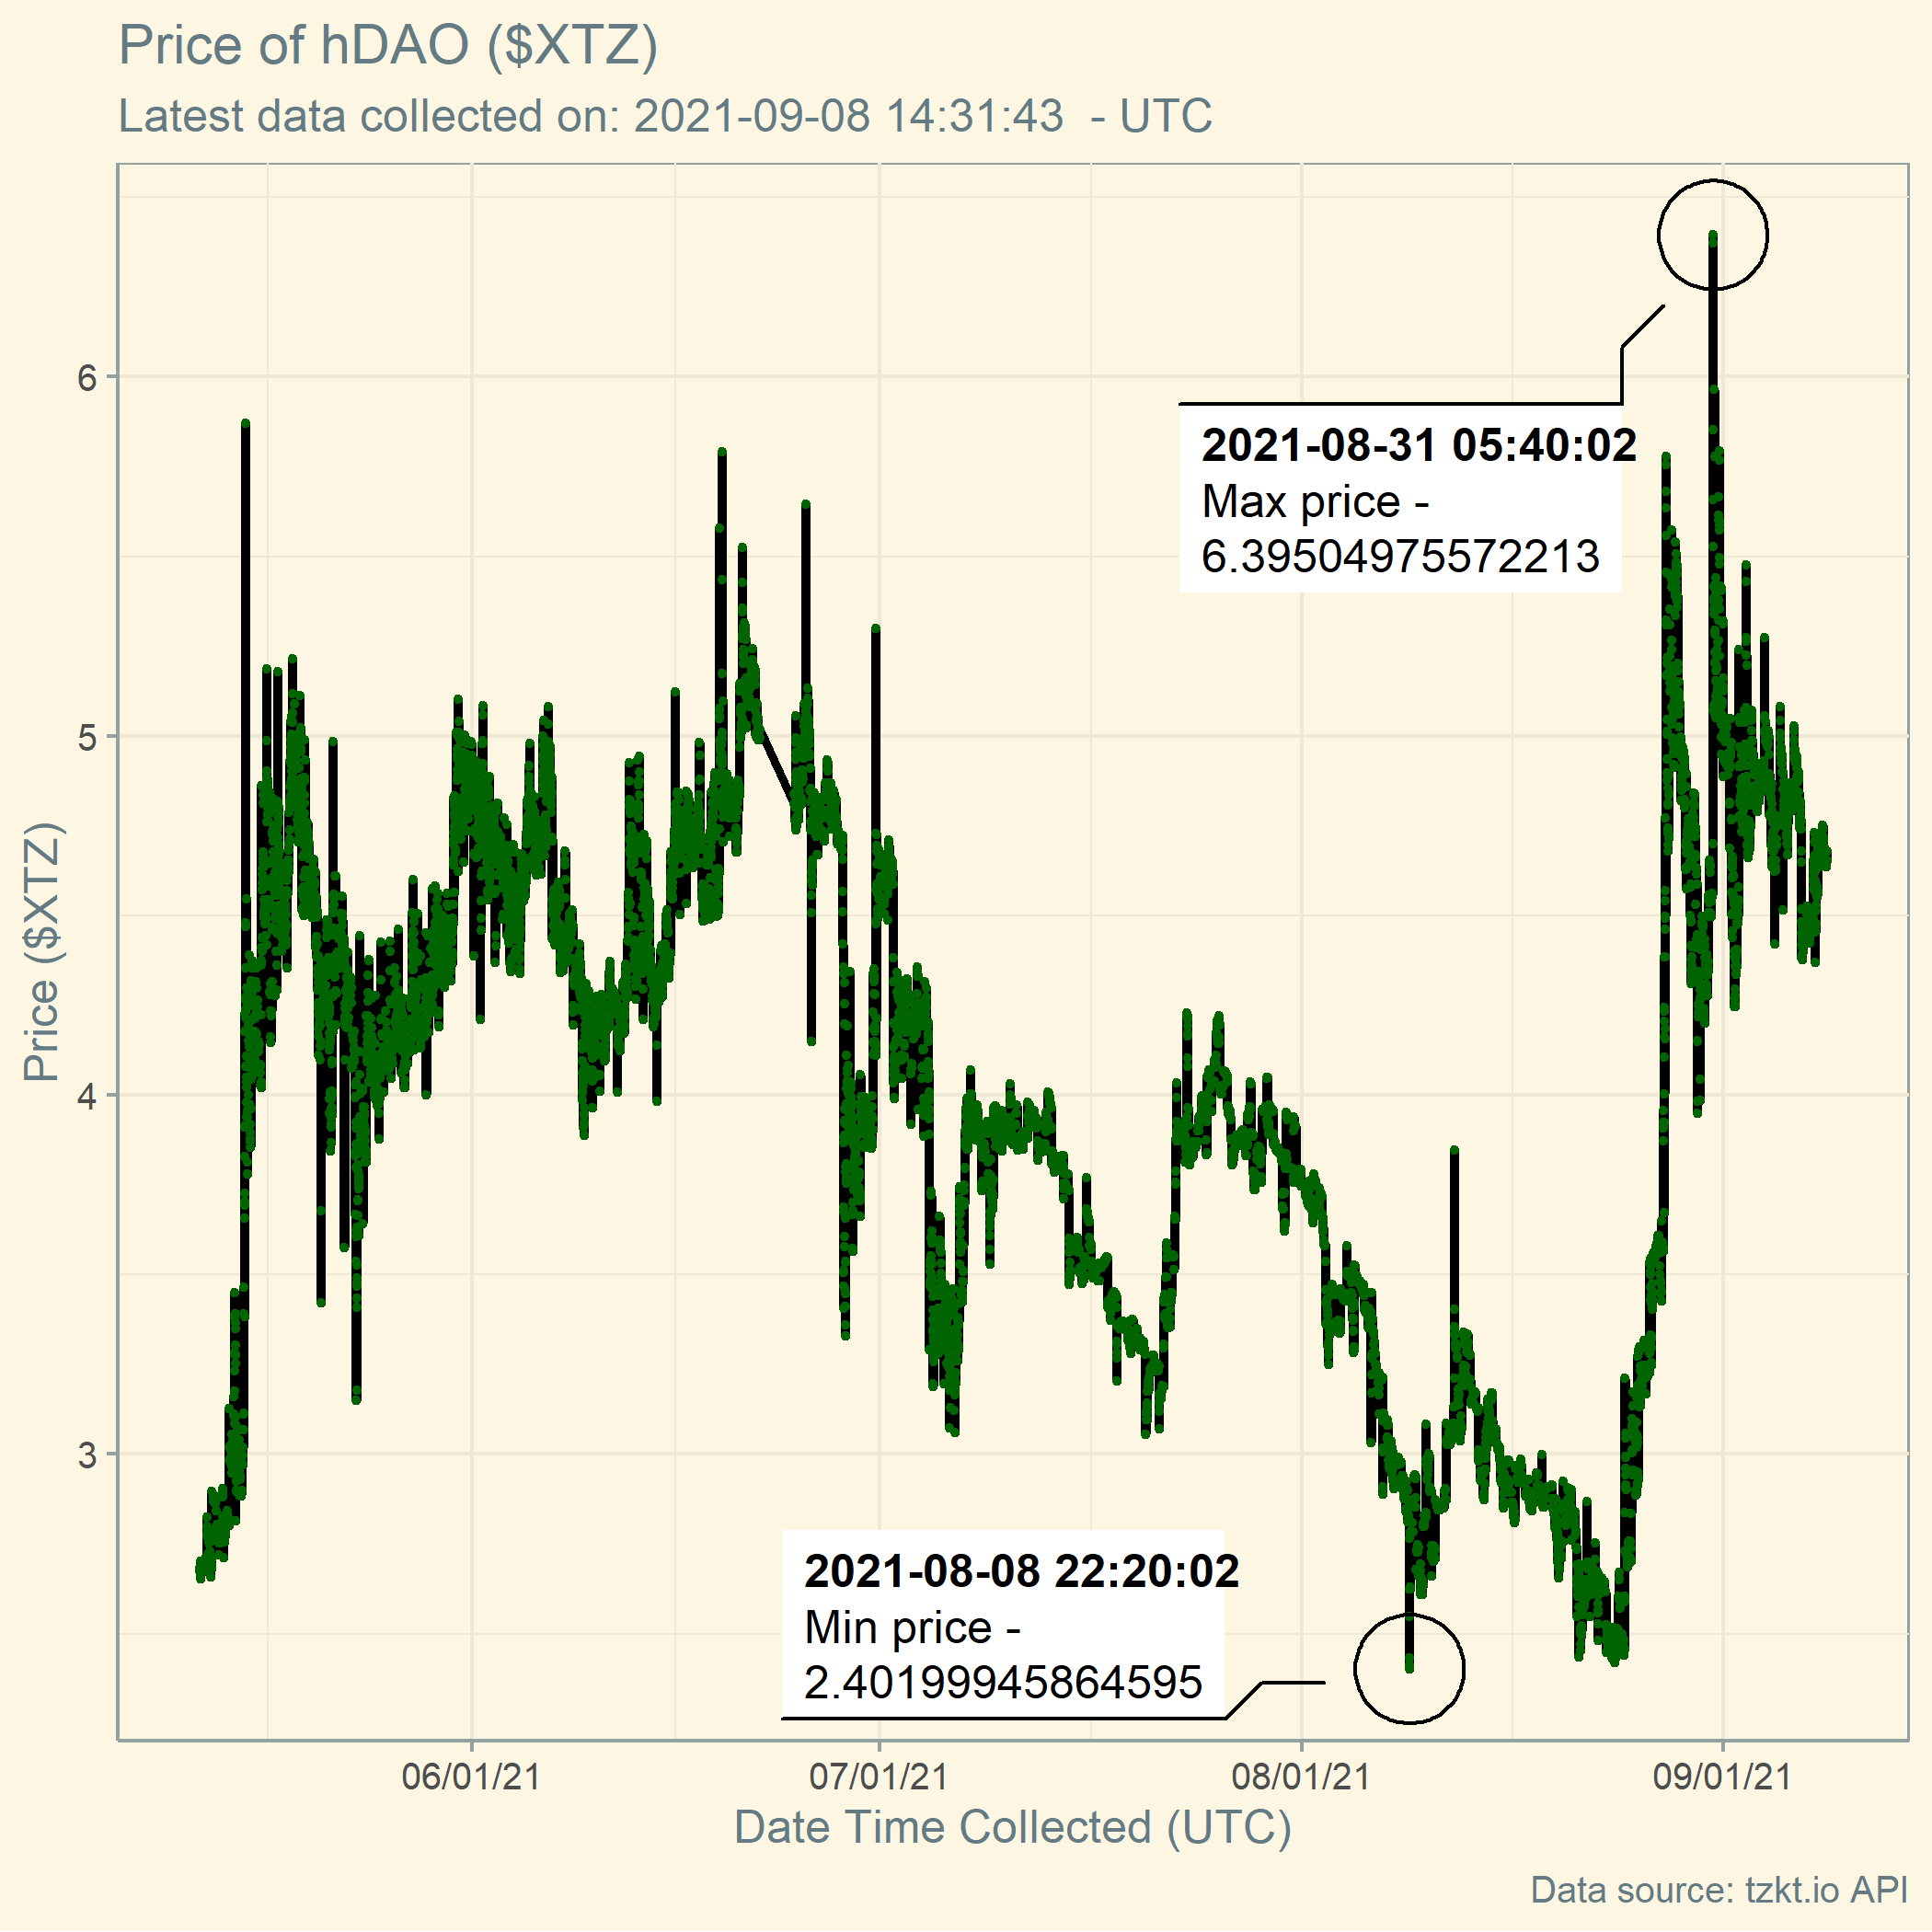 Price of hDAO ($XTZ)
Latest data collected on: 2021-09-08 14:31:43  - UTC
6
5
4
3
Price ($XTZ)
2021-08-31 05:40:02
Max price -
6.39504975572213
2021-08-08 22:20:02
Min price -
2.40199945864595
06/01/21
07/01/21
08/01/21
09/01/21
Date Time Collected (UTC)
Data source: tzkt.io API